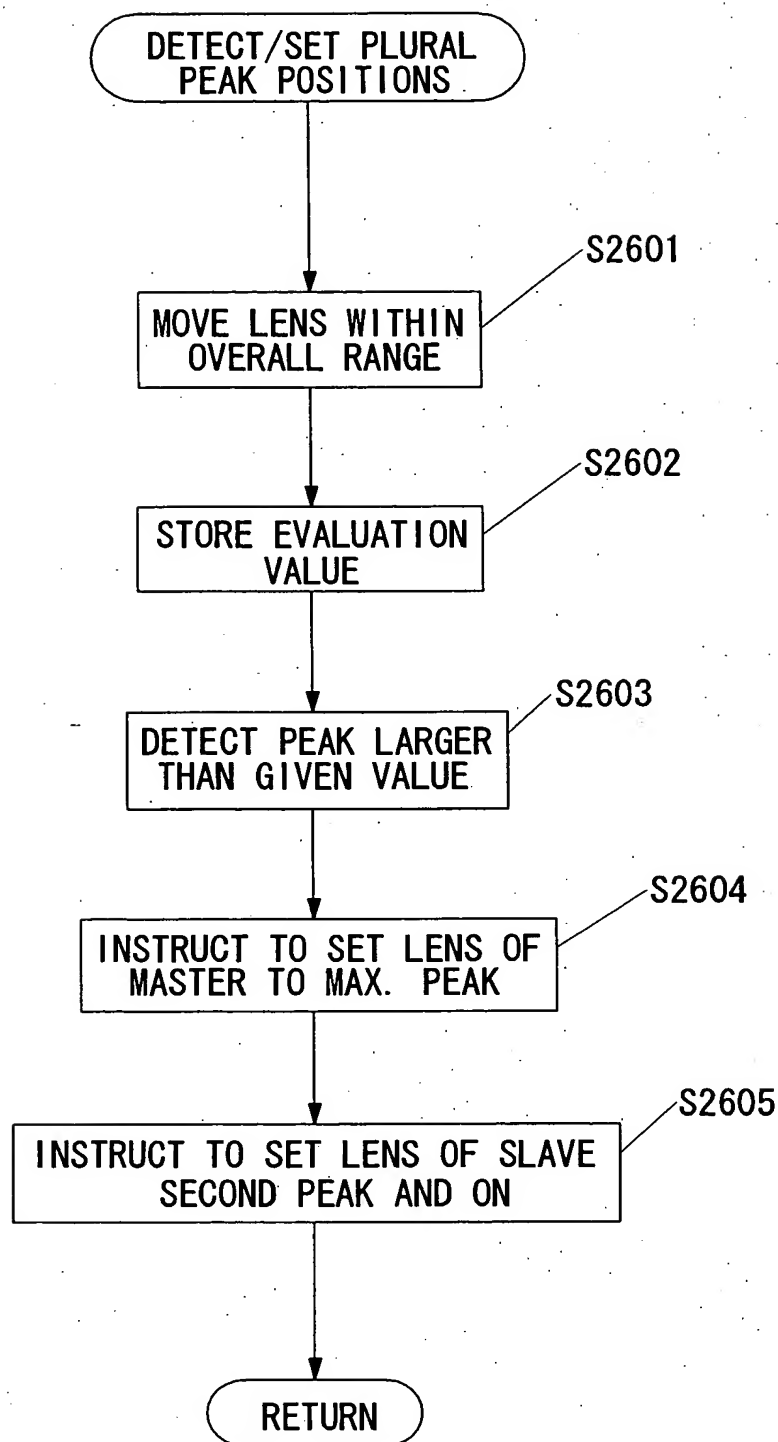 DETECT/SET PLURAL
PEAK POSITIONS
S2601
MOVE LENS WITHIN
OVERALL RANGE
S2602
STORE EVALUATION
VALUE
S2603
DETECT PEAK LARGER
THAN GIVEN VALUE
S2604
INSTRUCT TO SET LENS OF
MASTER TO MAX. PEAK
S2605
INSTRUCT TO SET LENS OF SLAVE
SECOND PEAK AND ON
RETURN